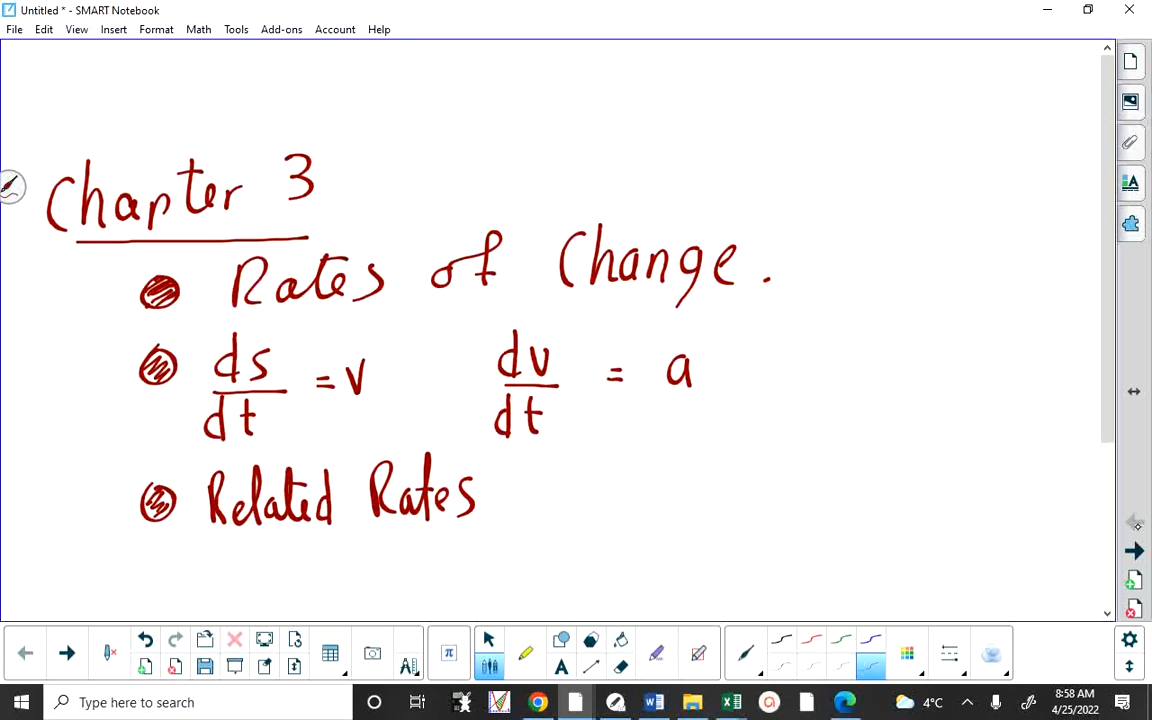 Untitled * - SMART Notebook
File Edit View Insert Format Math Tools Add-ons Account Help
Chapter 3
Rates of Change.
ds/dt = v dv/dt = a
Related Rates
π
A
Type here to search
4°C
8:58 AM
4/25/2022